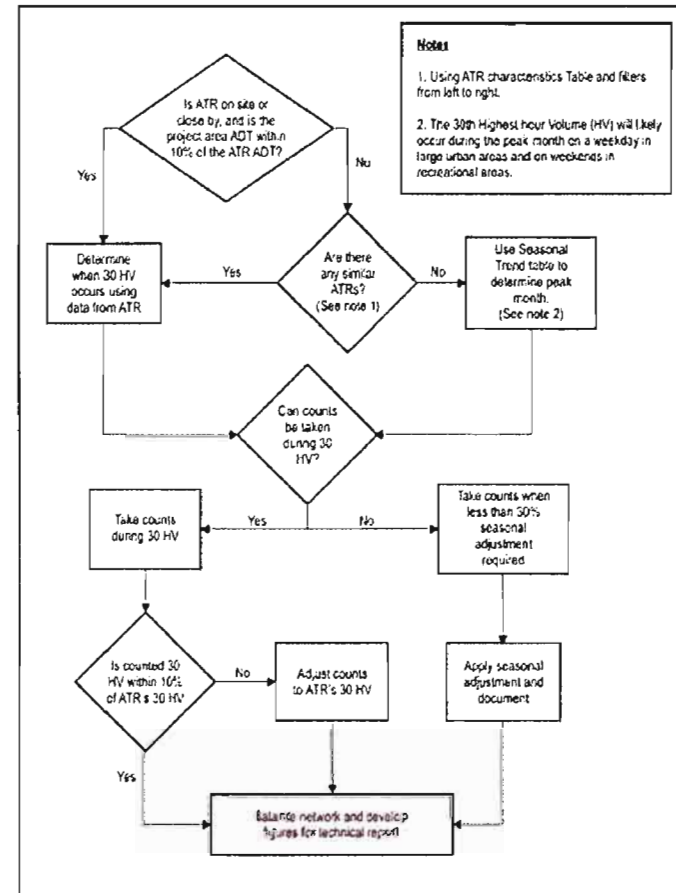 Notes
1. Using ATR characteristics Table and filters
from left to right.
2. The 30th Highest hour Volume (HV) will likely
occur during the peak month on a weekday in
large urban areas and on weekends in
recreational areas.
Is ATR on site or
close by, and is the
project area ADT within
10% of the ATR ADT?
Yes
No
Determine
when 30 HV
occurs using
data from ATR
Yes
Are there
any similar
ATRs?
(See note 1)
No
Use Seasonal
Trend table to
determine peak
month.
(See note 2)
Can counts
be taken
during 30
HV?
Take counts
during 30 HV
Yes
No
Take counts when
less than 30%
seasonal
adjustment
required
Is counted 30
HV within 10%
of ATR's 30 HV
No
Adjust counts
to ATR's 30 HV
Apply seasonal
adjustment and
document
Yes
Balance network and develop
figures for technical report